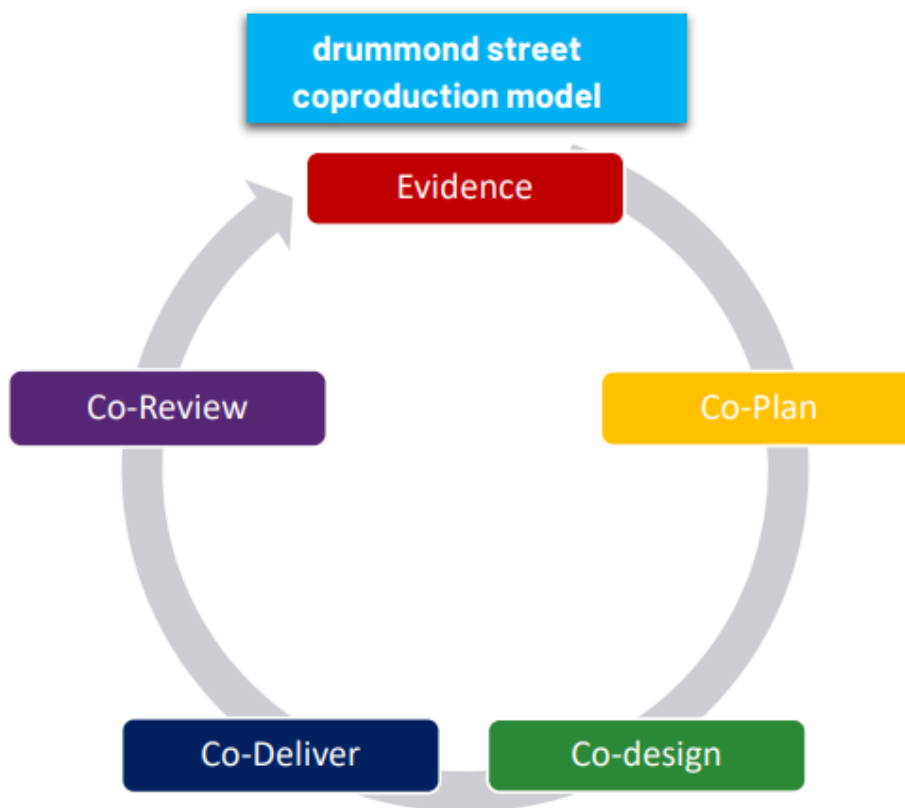 drummond street
coproduction model
Evidence
Co-Plan
Co-design
Co-Deliver
Co-Review